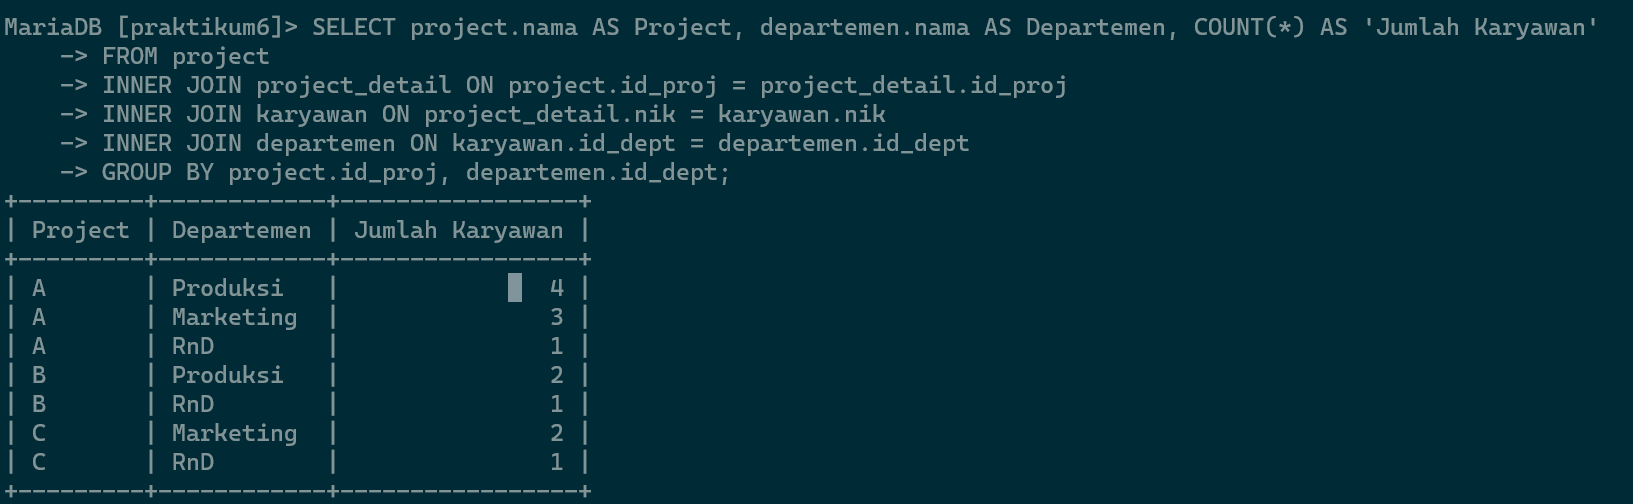 MariaDB [praktikum6]> SELECT project.nama AS Project, departemen.nama AS Departemen, COUNT(*) AS 'Jumlah Karyawan'
    -> FROM project
    -> INNER JOIN project_detail ON project.id_proj = project_detail.id_proj
    -> INNER JOIN karyawan ON project_detail.nik = karyawan.nik
    -> INNER JOIN departemen ON karyawan.id_dept = departemen.id_dept
    -> GROUP BY project.id_proj, departemen.id_dept;
+---------+------------+-----------------+
| Project | Departemen | Jumlah Karyawan |
+---------+------------+-----------------+
| A       | Produksi   |               4 |
| A       | Marketing  |               3 |
| A       | RnD        |               1 |
| B       | Produksi   |               2 |
| B       | RnD        |               1 |
| C       | Marketing  |               2 |
| C       | RnD        |               1 |
+---------+------------+-----------------+